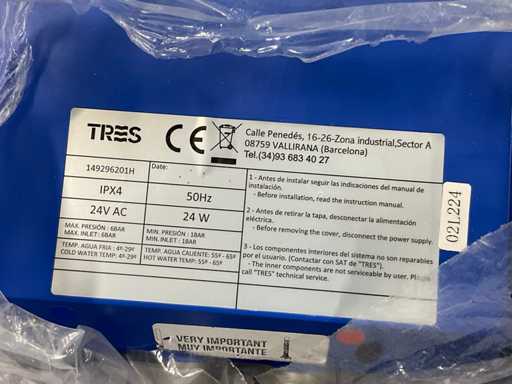 TRES CE
Calle Penedés, 16-26-Zona industrial,Sector A
08759 VALLIRANA (Barcelona)
Tel.(34)93 683 40 27
149296201H
Date:
IPX4
50Hz
24V AC
24 W
MAX. PRESIÓN : 6BAR
MAX. INLET : 6BAR
MIN. PRESIÓN : 1BAR
MIN. INLET : 1BAR
TEMP. AGUA FRIA : 4º-29º
COLD WATER TEMP: 4º-29º
TEMP. AGUA CALIENTE: 55º - 65º
HOT WATER TEMP: 55º - 65º
1 - Antes de instalar seguir las indicaciones del manual de
instalación.
- Before installation, read the instruction manual.
2 - Antes de retirar la tapa, desconectar la alimentación
eléctrica.
- Before removing the cover, disconnect the power supply.
3 - Los componentes interiores del sistema no son reparables
por el usuario. (Contactar con SAT de "TRES").
- The inner components are not serviceable by user. Please
call "TRES" technical service.
021224
VERY IMPORTANT
MUY IMPORTANTE